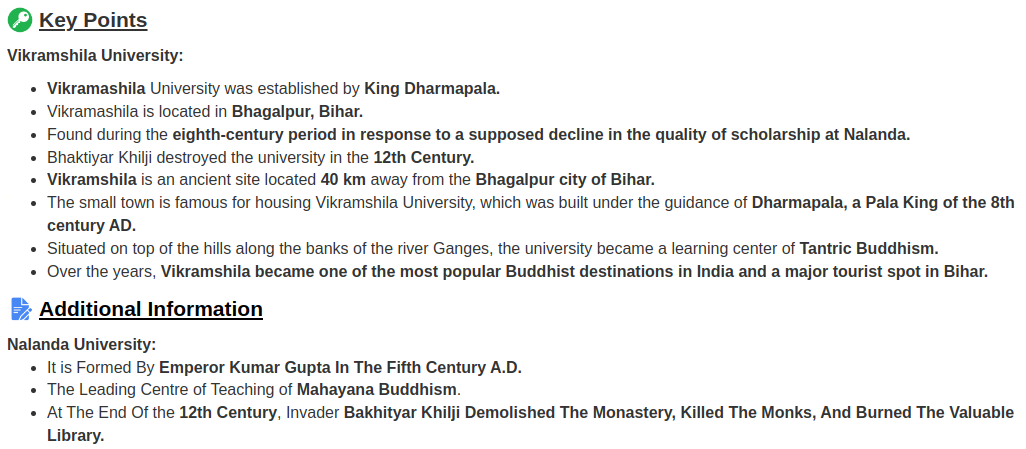 Key Points
Vikramshila University:
Vikramashila University was established by King Dharmapala.
Vikramashila is located in Bhagalpur, Bihar.
Found during the eighth-century period in response to a supposed decline in the quality of scholarship at Nalanda.
Bhaktiyar Khilji destroyed the university in the 12th Century.
Vikramshila is an ancient site located 40 km away from the Bhagalpur city of Bihar.
The small town is famous for housing Vikramshila University, which was built under the guidance of Dharmapala, a Pala King of the 8th
century AD.
Situated on top of the hills along the banks of the river Ganges, the university became a learning center of Tantric Buddhism.
Over the years, Vikramshila became one of the most popular Buddhist destinations in India and a major tourist spot in Bihar.
Additional Information
Nalanda University:
It is Formed By Emperor Kumar Gupta In The Fifth Century A.D.
The Leading Centre of Teaching of Mahayana Buddhism.
At The End Of the 12th Century, Invader Bakhityar Khilji Demolished The Monastery, Killed The Monks, And Burned The Valuable
Library.